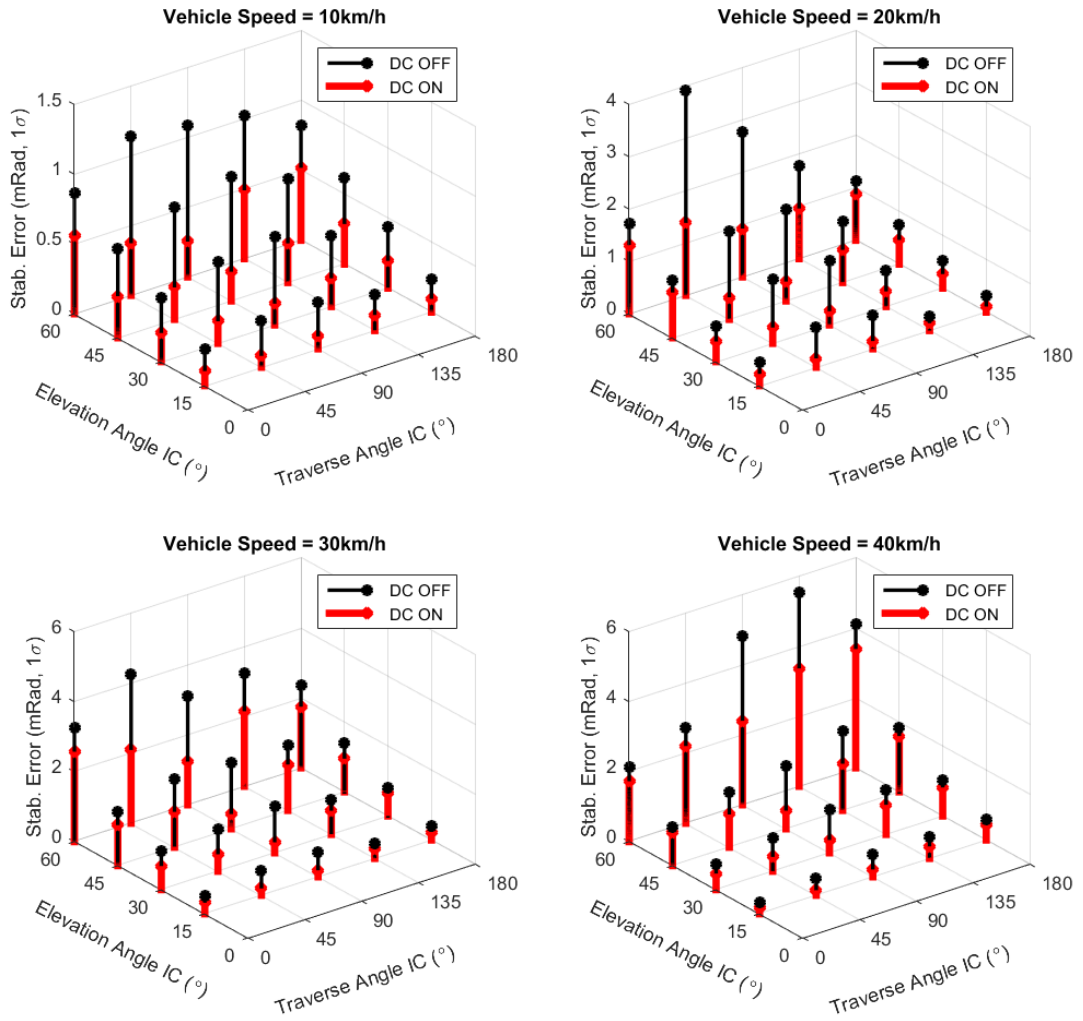 Vehicle Speed = 10km/h
DC OFF
DC ON
Stab. Error (mRad, 1σ)
1.5
1
0.5
0
60
45
30
15
0
Elevation Angle IC (°)
0
45
90
135
180
Traverse Angle IC (°)
Vehicle Speed = 20km/h
DC OFF
DC ON
Stab. Error (mRad, 1σ)
4
3
2
1
0
60
45
30
15
0
Elevation Angle IC (°)
0
45
90
135
180
Traverse Angle IC (°)
Vehicle Speed = 30km/h
DC OFF
DC ON
Stab. Error (mRad, 1σ)
6
4
2
0
60
45
30
15
0
Elevation Angle IC (°)
0
45
90
135
180
Traverse Angle IC (°)
Vehicle Speed = 40km/h
DC OFF
DC ON
Stab. Error (mRad, 1σ)
6
4
2
0
60
45
30
15
0
Elevation Angle IC (°)
0
45
90
135
180
Traverse Angle IC (°)